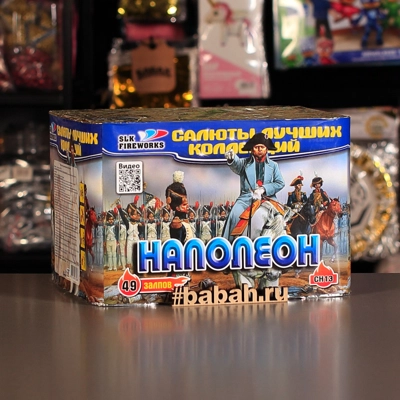 SLK
FIREWORKS
САЛЮТЫ ЛУЧШИХ
КОЛЛЕКЦИЙ
Видео
НАПОЛЕОН
49
ЗАЛПОВ
СН13
#babah.ru